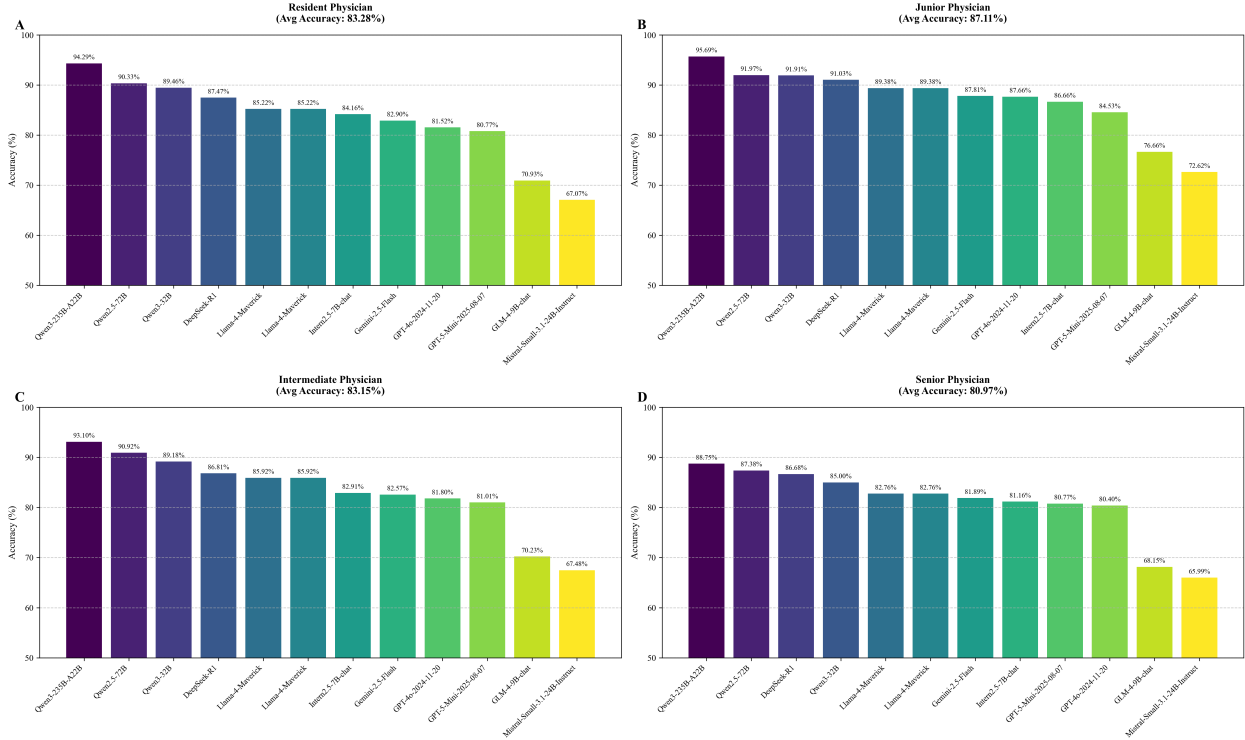 A
Resident Physician
(Avg Accuracy: 83.28%)
Accuracy (%)
100
90
80
70
60
50
94.29%
90.33%
89.46%
87.47%
85.22%
85.22%
84.16%
82.90%
81.52%
80.77%
70.93%
67.07%
Qwen3-235B-A22B
Qwen2.5-72B
Qwen3-32B
DeepSeek-R1
Llama-4-Maverick
Llama-4-Maverick
Intern2.5-7B-chat
Gemini-2.5-Flash
GPT-4o-2024-11-20
GPT-5-Mini-2025-08-07
GLM-4-9B-chat
Mistral-Small-3.1-24B-Instruct
B
Junior Physician
(Avg Accuracy: 87.11%)
Accuracy (%)
100
90
80
70
60
50
95.69%
91.97%
91.91%
91.03%
89.38%
89.38%
87.81%
87.66%
86.66%
84.53%
76.66%
72.62%
Qwen3-235B-A22B
Qwen2.5-72B
Qwen3-32B
DeepSeek-R1
Llama-4-Maverick
Llama-4-Maverick
Gemini-2.5-Flash
GPT-4o-2024-11-20
Intern2.5-7B-chat
GPT-5-Mini-2025-08-07
GLM-4-9B-chat
Mistral-Small-3.1-24B-Instruct
C
Intermediate Physician
(Avg Accuracy: 83.15%)
Accuracy (%)
100
90
80
70
60
50
93.10%
90.92%
89.18%
86.81%
85.92%
85.92%
82.91%
82.57%
81.80%
81.01%
70.23%
67.48%
Qwen3-235B-A22B
Qwen2.5-72B
Qwen3-32B
DeepSeek-R1
Llama-4-Maverick
Llama-4-Maverick
Intern2.5-7B-chat
Gemini-2.5-Flash
GPT-4o-2024-11-20
GPT-5-Mini-2025-08-07
GLM-4-9B-chat
Mistral-Small-3.1-24B-Instruct
D
Senior Physician
(Avg Accuracy: 80.97%)
Accuracy (%)
100
90
80
70
60
50
88.75%
87.38%
86.68%
85.00%
82.76%
82.76%
81.89%
81.16%
80.77%
80.40%
68.15%
65.99%
Qwen3-235B-A22B
Qwen2.5-72B
DeepSeek-R1
Qwen3-32B
Llama-4-Maverick
Llama-4-Maverick
Gemini-2.5-Flash
Intern2.5-7B-chat
GPT-5-Mini-2025-08-07
GPT-4o-2024-11-20
GLM-4-9B-chat
Mistral-Small-3.1-24B-Instruct